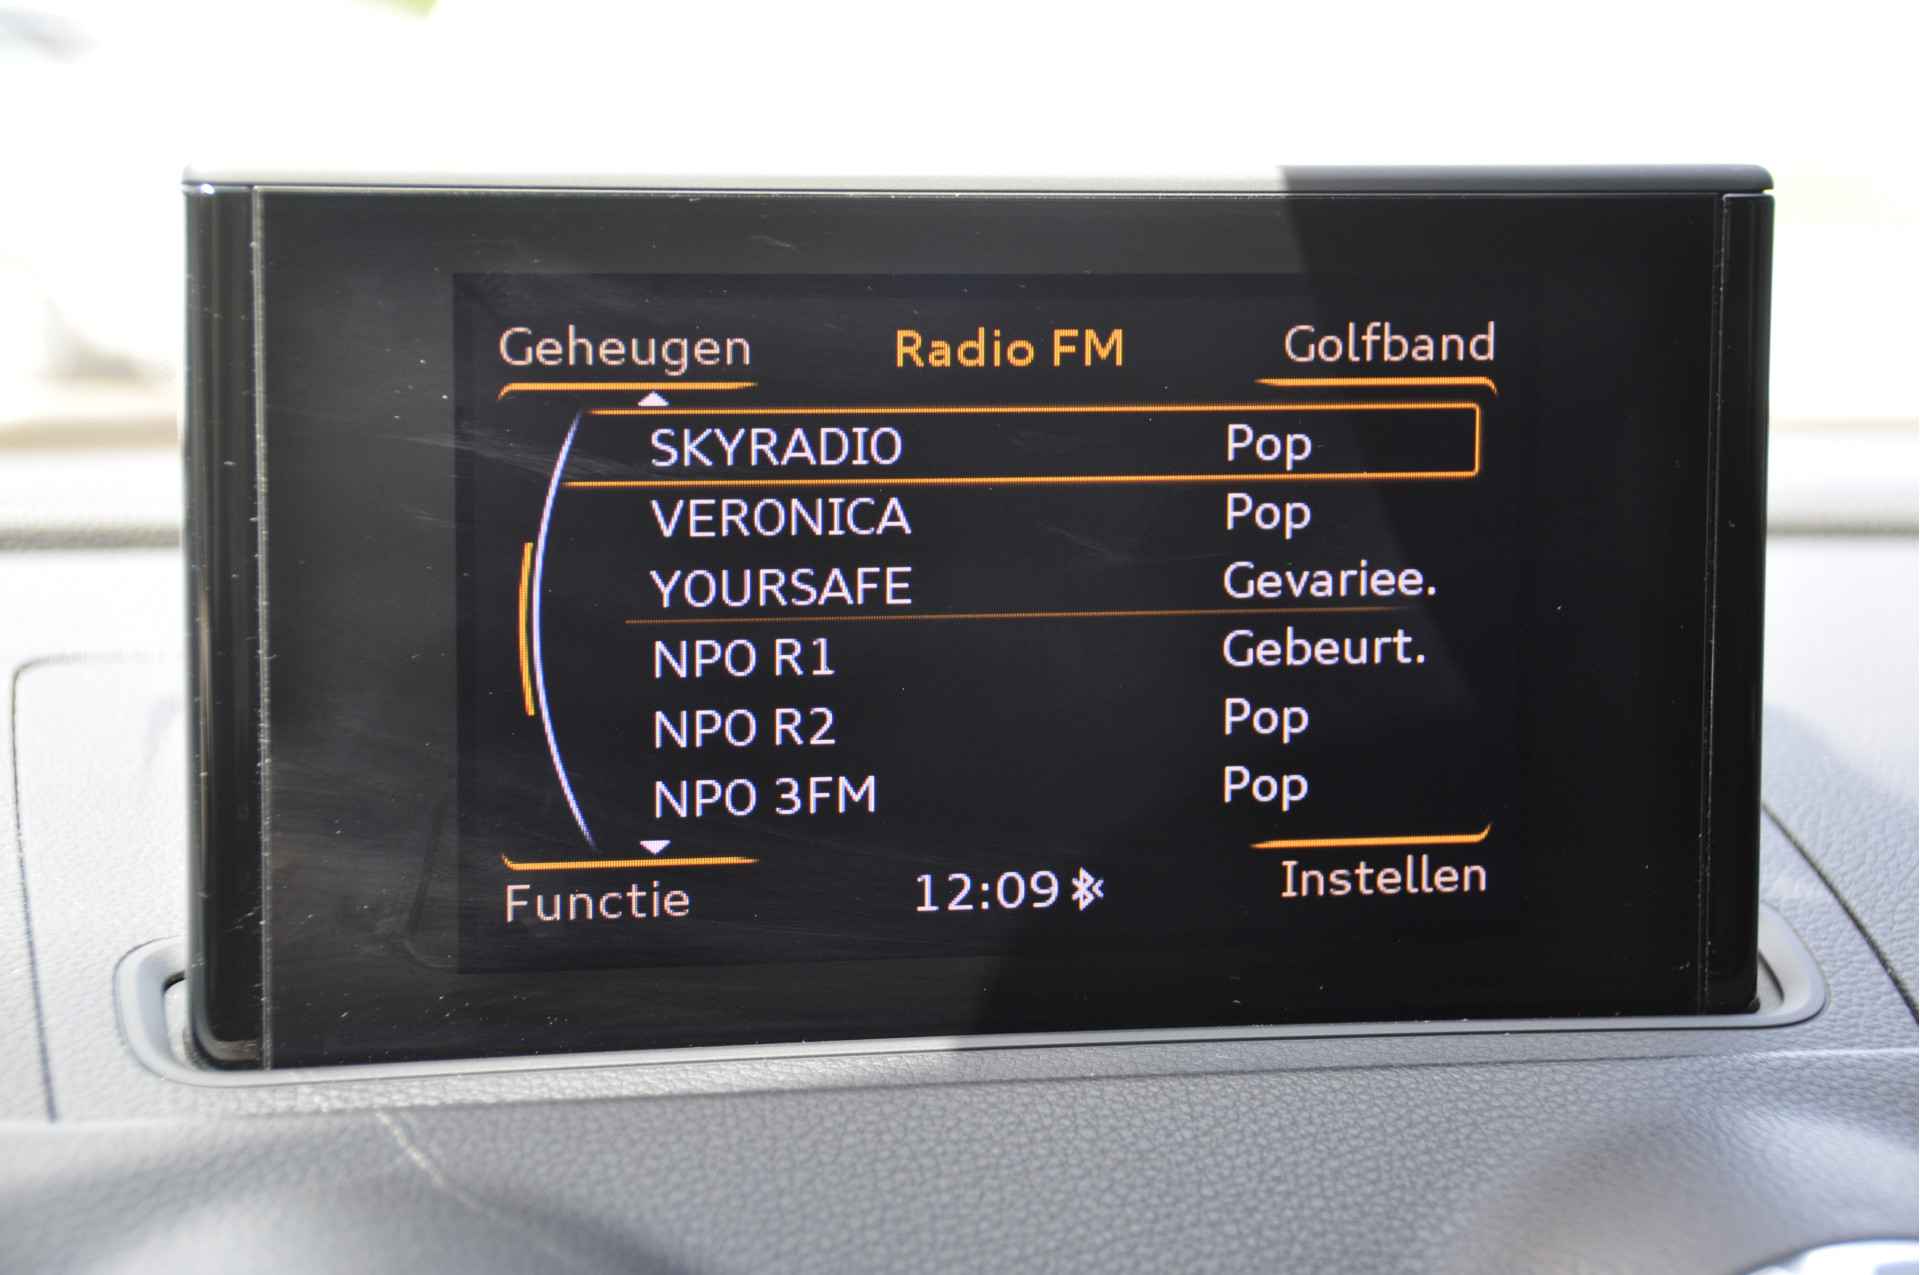 Geheugen Radio FM Golfband
SKYRADIO Pop
VERONICA Pop
YOURSAFE Gevariee.
NPO R1 Gebeurt.
NPO R2 Pop
NPO 3FM Pop
Functie 12:09 Instellen